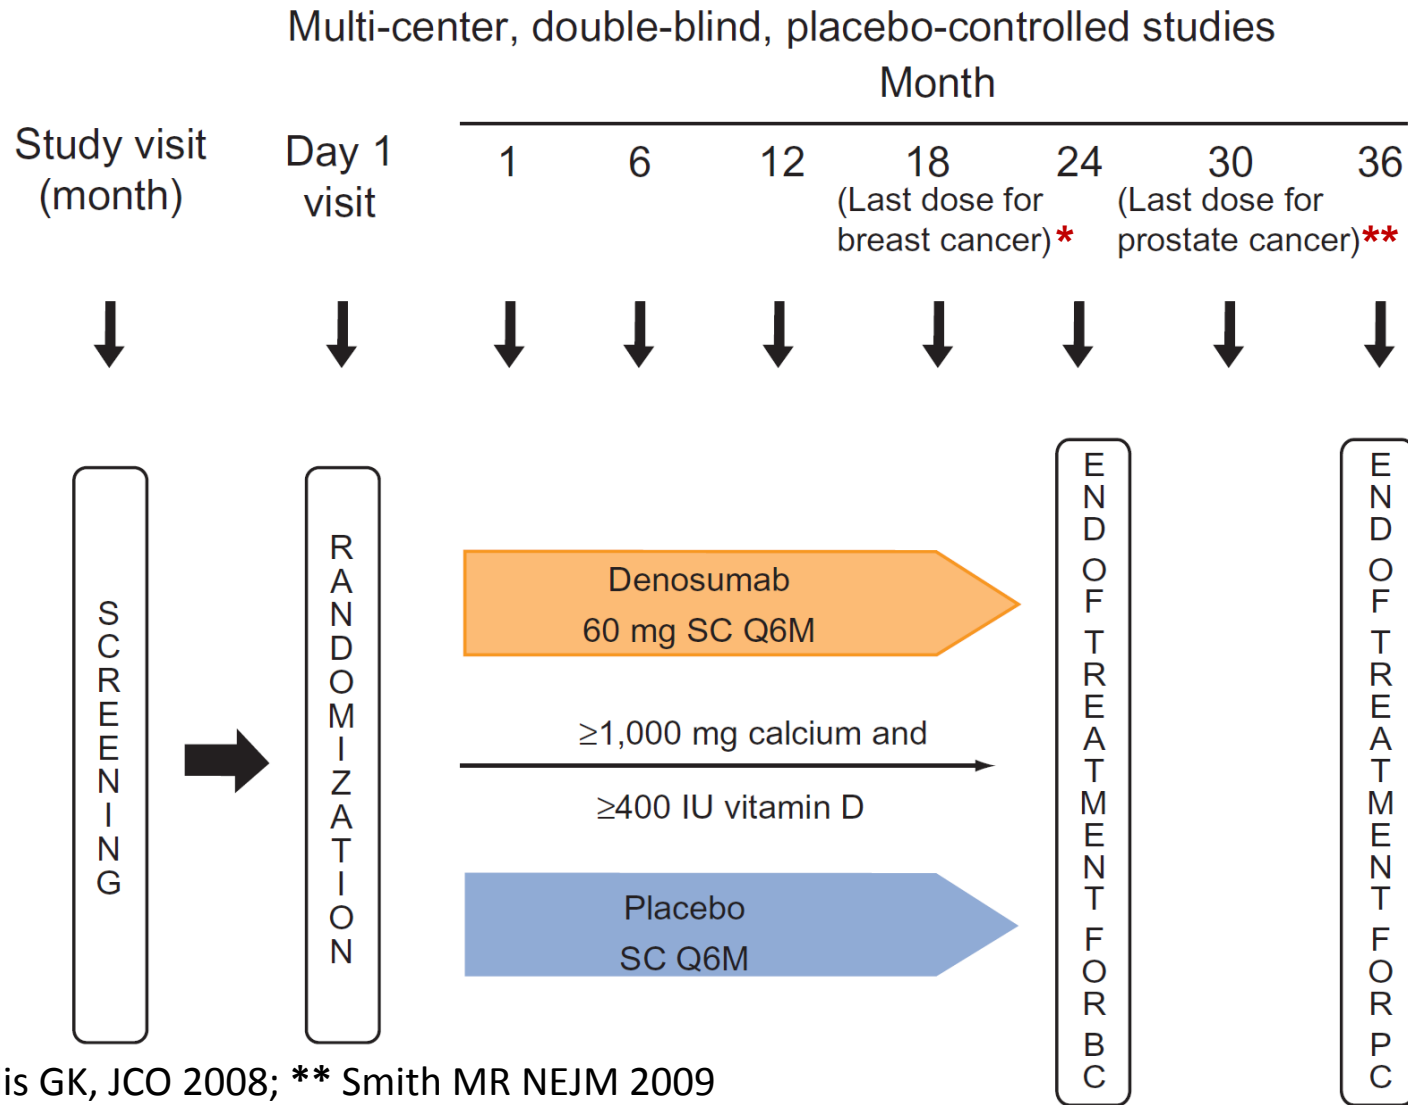 Multi-center, double-blind, placebo-controlled studies
Month
Study visit
(month)
Day 1
visit
1 6 12 18 24 30 36
(Last dose for
breast cancer)*
(Last dose for
prostate cancer)**
SCREENING
RANDOMIZATION
Denosumab
60 mg SC Q6M
≥1,000 mg calcium and
≥400 IU vitamin D
Placebo
SC Q6M
END OF TREATMENT FOR BC
END OF TREATMENT FOR PC
is GK, JCO 2008; ** Smith MR NEJM 2009